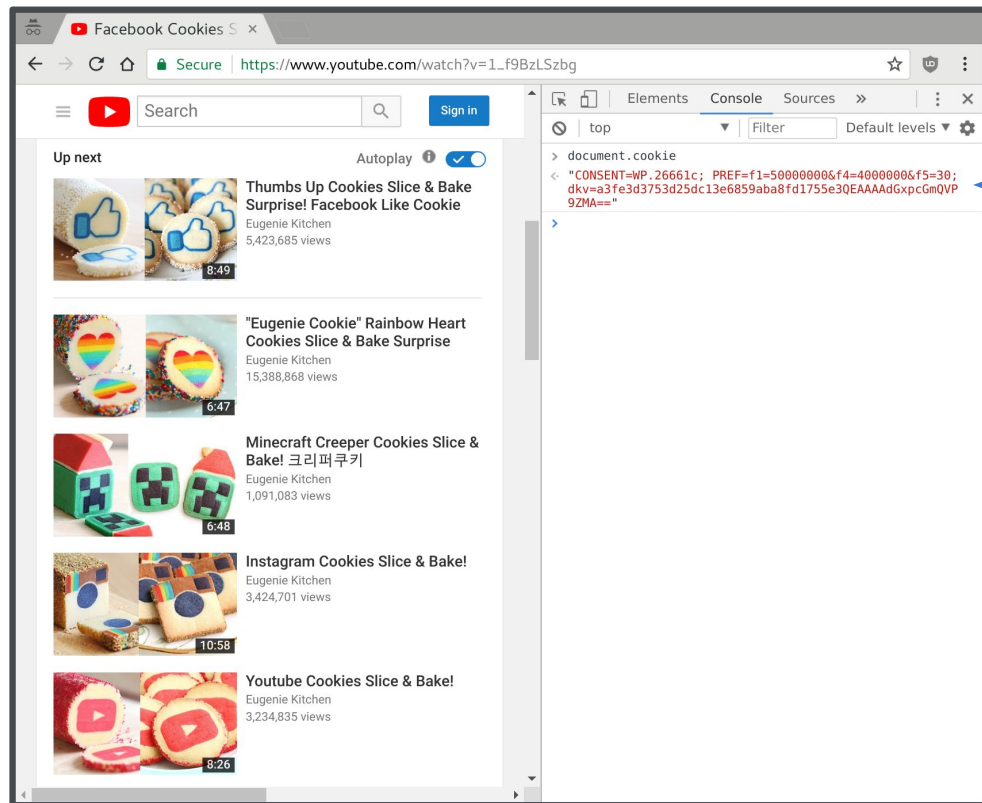 Facebook Cookies S
Secure https://www.youtube.com/watch?v=1_f9BzLSzbg
Search
Sign in
Up next
Autoplay
Thumbs Up Cookies Slice & Bake
Surprise! Facebook Like Cookie
Eugenie Kitchen
5,423,685 views
8:49
"Eugenie Cookie" Rainbow Heart
Cookies Slice & Bake Surprise
Eugenie Kitchen
15,388,868 views
6:47
Minecraft Creeper Cookies Slice &
Bake! 크리퍼쿠키
Eugenie Kitchen
1,091,083 views
6:48
Instagram Cookies Slice & Bake!
Eugenie Kitchen
3,424,701 views
10:58
Youtube Cookies Slice & Bake!
Eugenie Kitchen
3,234,835 views
8:26
Elements Console Sources
top Filter Default levels
document.cookie
"CONSENT=WP.26661c; PREF=f1=50000000&f4=4000000&f5=30;
dkv=a3fe3d3753d25dc13e6859aba8fd1755e3QEAAAAdGxpcGmQVP
9ZMA=="